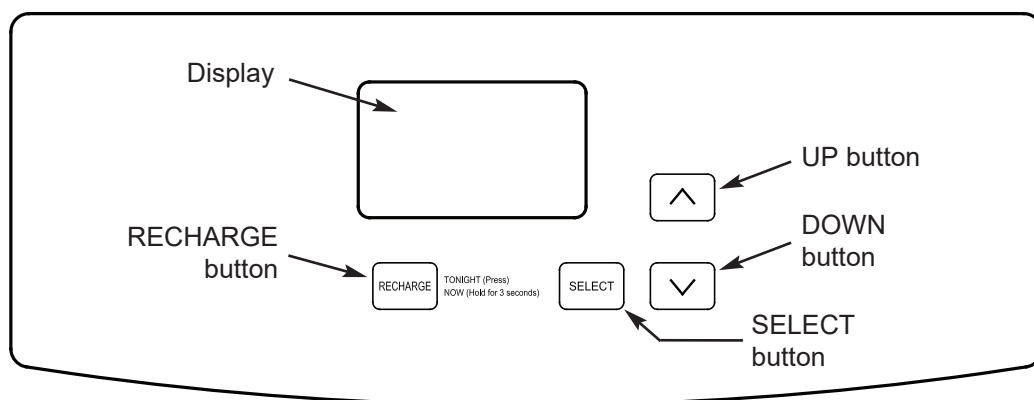 Display
UP button
DOWN
button
RECHARGE
button
RECHARGE
TONIGHT (Press)
NOW (Hold for 3 seconds)
SELECT
SELECT
button